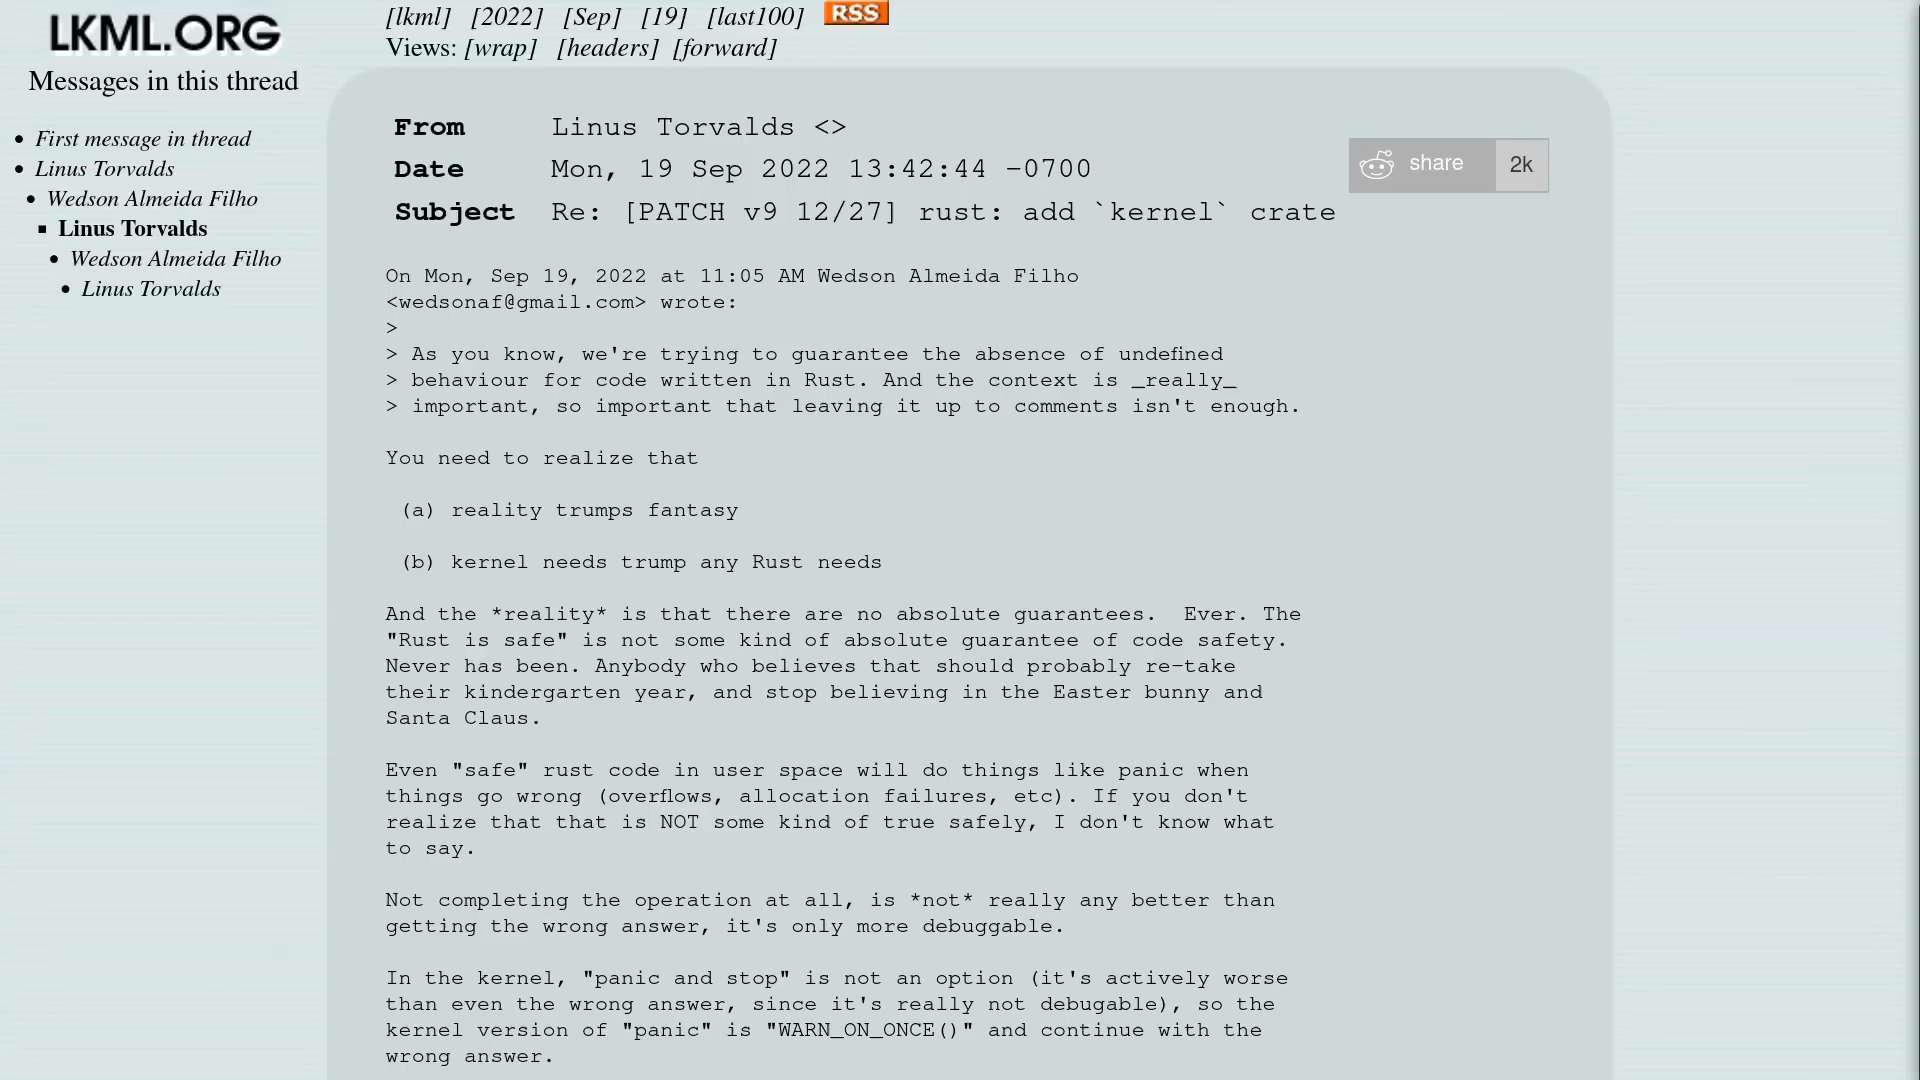 LKML.ORG
[lkml] [2022] [Sep] [19] [last100] RSS
Views: [wrap] [headers] [forward]
Messages in this thread
First message in thread
Linus Torvalds
Wedson Almeida Filho
Linus Torvalds
Wedson Almeida Filho
Linus Torvalds
From Linus Torvalds <>
Date Mon, 19 Sep 2022 13:42:44 -0700
Subject Re: [PATCH v9 12/27] rust: add `kernel` crate
share 2k
On Mon, Sep 19, 2022 at 11:05 AM Wedson Almeida Filho
<wedsonaf@gmail.com> wrote:
>
> As you know, we're trying to guarantee the absence of undefined
> behaviour for code written in Rust. And the context is _really_
> important, so important that leaving it up to comments isn't enough.
You need to realize that
(a) reality trumps fantasy
(b) kernel needs trump any Rust needs
And the *reality* is that there are no absolute guarantees.  Ever. The
"Rust is safe" is not some kind of absolute guarantee of code safety.
Never has been. Anybody who believes that should probably re-take
their kindergarten year, and stop believing in the Easter bunny and
Santa Claus.
Even "safe" rust code in user space will do things like panic when
things go wrong (overflows, allocation failures, etc). If you don't
realize that that is NOT some kind of true safely, I don't know what
to say.
Not completing the operation at all, is *not* really any better than
getting the wrong answer, it's only more debuggable.
In the kernel, "panic and stop" is not an option (it's actively worse
than even the wrong answer, since it's really not debugable), so the
kernel version of "panic" is "WARN_ON_ONCE()" and continue with the
wrong answer.